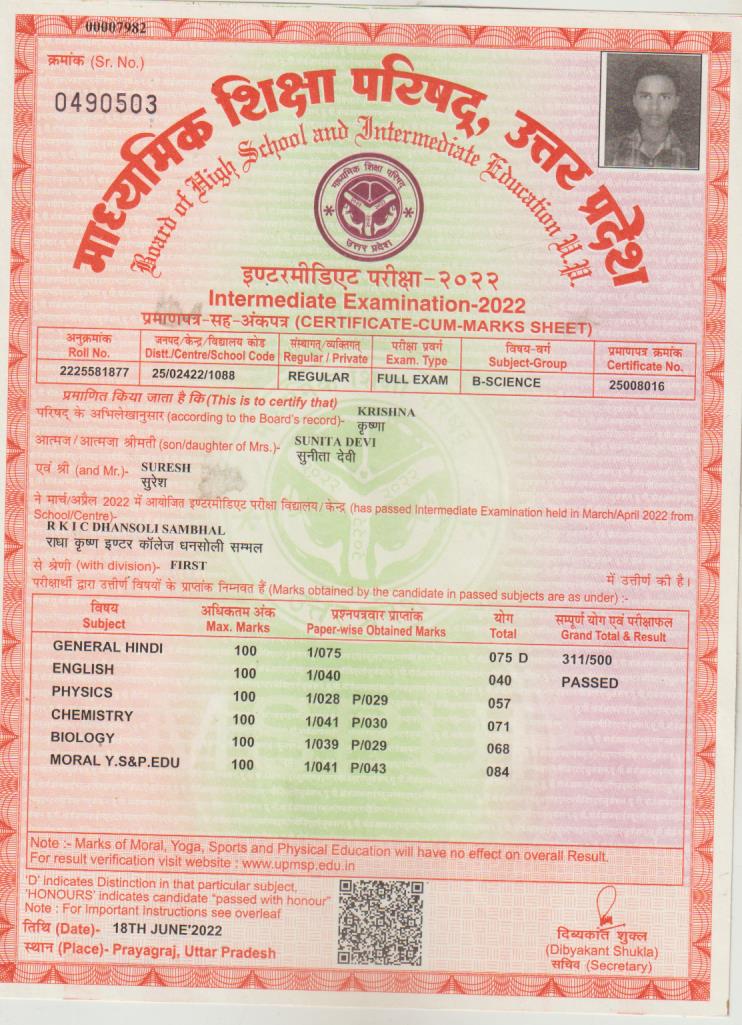 00007982
क्रमांक (Sr. No.)
0490503
माध्यमिक शिक्षा परिषद्, उत्तर प्रदेश
Board of High School and Intermediate Education U.P.
माध्यमिक शिक्षा परिषद्
उत्तर प्रदेश
इण्टरमीडिएट परीक्षा-२०२२
Intermediate Examination-2022
प्रमाणपत्र-सह-अंकपत्र (CERTIFICATE-CUM-MARKS SHEET)
अनुक्रमांक जनपद/केन्द्र/विद्यालय कोड संस्थागत्/व्यक्तिगत् परीक्षा प्रवर्ग विषय-वर्ग प्रमाणपत्र क्रमांक
Roll No. Distt./Centre/School Code Regular / Private Exam. Type Subject-Group Certificate No.
2225581877 25/02422/1088 REGULAR FULL EXAM B-SCIENCE 25008016
प्रमाणित किया जाता है कि (This is to certify that)
परिषद् के अभिलेखानुसार (according to the Board's record)- KRISHNA
कृष्णा
आत्मज/आत्मजा श्रीमती (son/daughter of Mrs.)- SUNITA DEVI
सुनीता देवी
एवं श्री (and Mr.)- SURESH
सुरेश
ने मार्च/अप्रैल 2022 में आयोजित इण्टरमीडिएट परीक्षा विद्यालय/केन्द्र (has passed Intermediate Examination held in March/April 2022 from
School/Centre)-
R K I C DHANSOLI SAMBHAL
राधा कृष्ण इण्टर कॉलेज धनसोली सम्भल
से श्रेणी (with division)- FIRST में उत्तीर्ण की है।
परीक्षार्थी द्वारा उत्तीर्ण विषयों के प्राप्तांक निम्नवत हैं (Marks obtained by the candidate in passed subjects are as under) :-
विषय अधिकतम अंक प्रश्नपत्रवार प्राप्तांक योग सम्पूर्ण योग एवं परीक्षाफल
Subject Max. Marks Paper-wise Obtained Marks Total Grand Total & Result
GENERAL HINDI 100 1/075 075 D 311/500
ENGLISH 100 1/040 040 PASSED
PHYSICS 100 1/028 P/029 057
CHEMISTRY 100 1/041 P/030 071
BIOLOGY 100 1/039 P/029 068
MORAL Y.S&P.EDU 100 1/041 P/043 084
Note :- Marks of Moral, Yoga, Sports and Physical Education will have no effect on overall Result.
For result verification visit website : www.upmsp.edu.in
'D' indicates Distinction in that particular subject,
'HONOURS' indicates candidate "passed with honour"
Note : For Important Instructions see overleaf
तिथि (Date)- 18TH JUNE'2022
स्थान (Place)- Prayagraj, Uttar Pradesh
दिब्यकांत शुक्ल
(Dibyakant Shukla)
सचिव (Secretary)